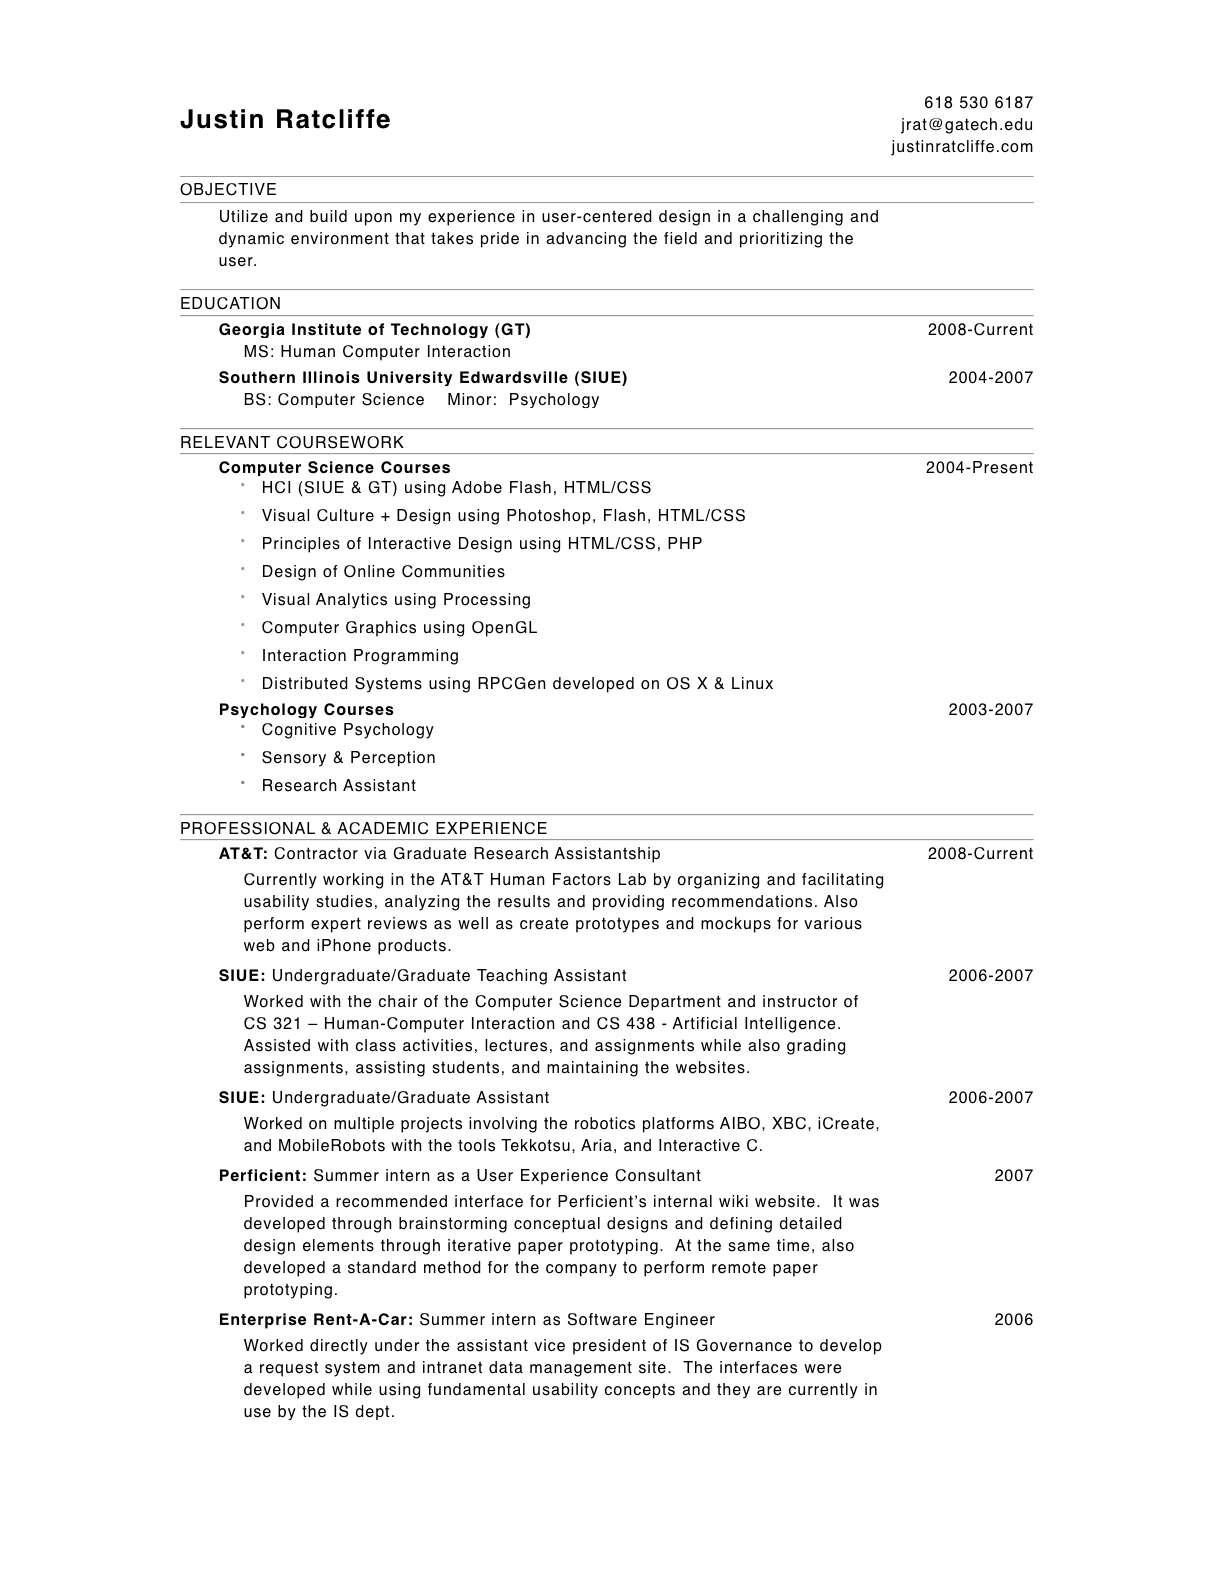 Justin Ratcliffe
618 530 6187
jrat@gatech.edu
justinratcliffe.com
OBJECTIVE
Utilize and build upon my experience in user-centered design in a challenging and
dynamic environment that takes pride in advancing the field and prioritizing the
user.
EDUCATION
Georgia Institute of Technology (GT) 2008-Current
MS: Human Computer Interaction
Southern Illinois University Edwardsville (SIUE) 2004-2007
BS: Computer Science Minor: Psychology
RELEVANT COURSEWORK
Computer Science Courses 2004-Present
• HCI (SIUE & GT) using Adobe Flash, HTML/CSS
• Visual Culture + Design using Photoshop, Flash, HTML/CSS
• Principles of Interactive Design using HTML/CSS, PHP
• Design of Online Communities
• Visual Analytics using Processing
• Computer Graphics using OpenGL
• Interaction Programming
• Distributed Systems using RPCGen developed on OS X & Linux
Psychology Courses 2003-2007
• Cognitive Psychology
• Sensory & Perception
• Research Assistant
PROFESSIONAL & ACADEMIC EXPERIENCE
AT&T: Contractor via Graduate Research Assistantship 2008-Current
Currently working in the AT&T Human Factors Lab by organizing and facilitating
usability studies, analyzing the results and providing recommendations. Also
perform expert reviews as well as create prototypes and mockups for various
web and iPhone products.
SIUE: Undergraduate/Graduate Teaching Assistant 2006-2007
Worked with the chair of the Computer Science Department and instructor of
CS 321 – Human-Computer Interaction and CS 438 - Artificial Intelligence.
Assisted with class activities, lectures, and assignments while also grading
assignments, assisting students, and maintaining the websites.
SIUE: Undergraduate/Graduate Assistant 2006-2007
Worked on multiple projects involving the robotics platforms AIBO, XBC, iCreate,
and MobileRobots with the tools Tekkotsu, Aria, and Interactive C.
Perficient: Summer intern as a User Experience Consultant 2007
Provided a recommended interface for Perficient’s internal wiki website. It was
developed through brainstorming conceptual designs and defining detailed
design elements through iterative paper prototyping. At the same time, also
developed a standard method for the company to perform remote paper
prototyping.
Enterprise Rent-A-Car: Summer intern as Software Engineer 2006
Worked directly under the assistant vice president of IS Governance to develop
a request system and intranet data management site. The interfaces were
developed while using fundamental usability concepts and they are currently in
use by the IS dept.